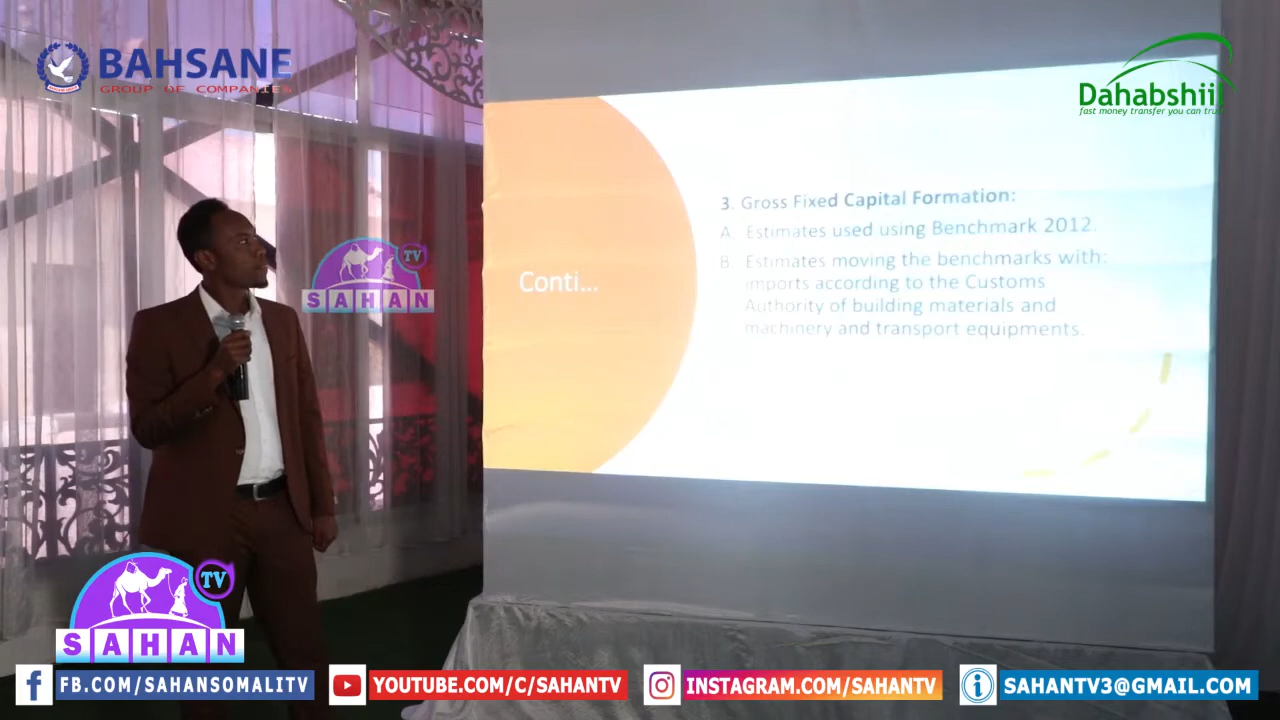 BAHSANE
GROUP OF COMPANIES
Dahabshiil
fast money transfer you can trust
3. Gross Fixed Capital Formation:
A. Estimates used using Benchmark 2012.
B. Estimates moving the benchmarks with:
imports according to the Customs
Authority of building materials and
machinery and transport equipments.
Conti...
TV
SAHAN
TV
SAHAN
FB.COM/SAHANSOMALITV
YOUTUBE.COM/C/SAHANTV
INSTAGRAM.COM/SAHANTV
SAHANTV3@GMAIL.COM